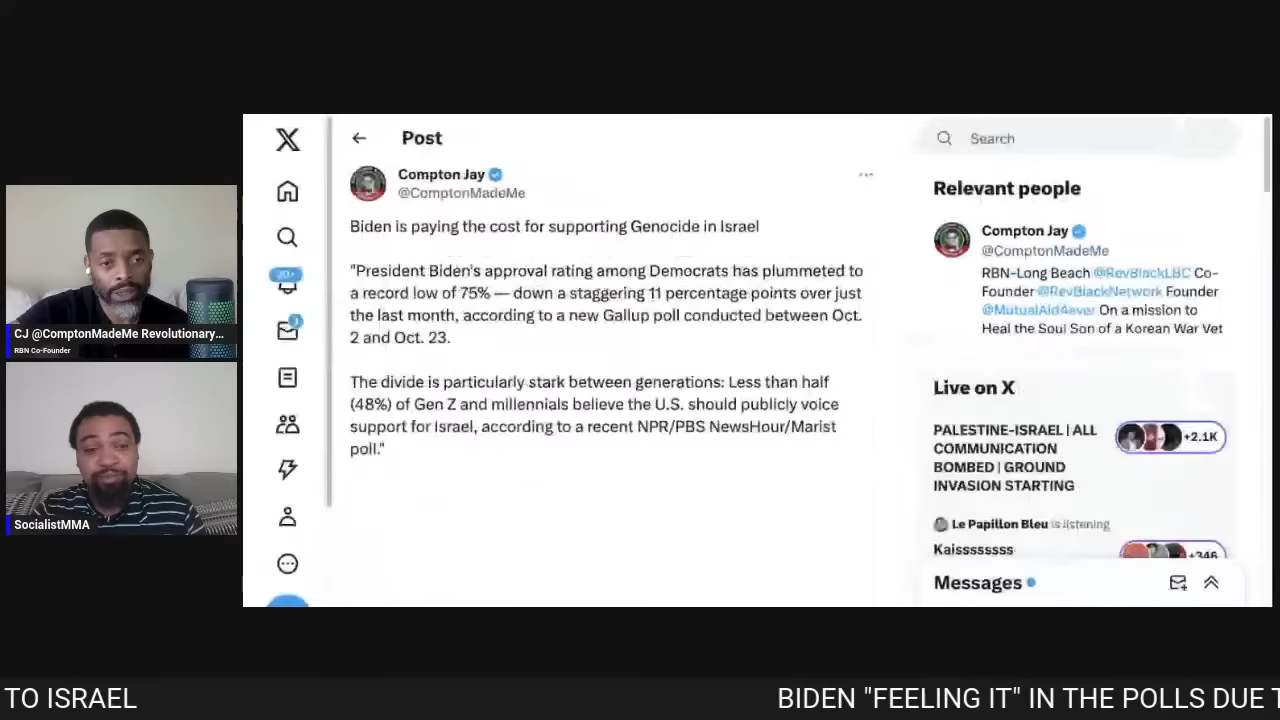 Post
Compton Jay
@ComptonMadeMe
Biden is paying the cost for supporting Genocide in Israel
"President Biden's approval rating among Democrats has plummeted to
a record low of 75% — down a staggering 11 percentage points over just
the last month, according to a new Gallup poll conducted between Oct.
2 and Oct. 23.
The divide is particularly stark between generations: Less than half
(48%) of Gen Z and millennials believe the U.S. should publicly voice
support for Israel, according to a recent NPR/PBS NewsHour/Marist
poll."
20+
1
Search
Relevant people
Compton Jay
@ComptonMadeMe
RBN-Long Beach @RevBlackLBC Co-
Founder @RevBlackNetwork Founder
@MutualAid4ever On a mission to
Heal the Soul Son of a Korean War Vet
Live on X
PALESTINE-ISRAEL | ALL
COMMUNICATION
BOMBED | GROUND
INVASION STARTING
+2.1K
Le Papillon Bleu is listening
Kaisssssss
+346
Messages
CJ @ComptonMadeMe Revolutionary...
RBN Co-Founder
SocialistMMA
TO ISRAEL
BIDEN "FEELING IT" IN THE POLLS DUE T